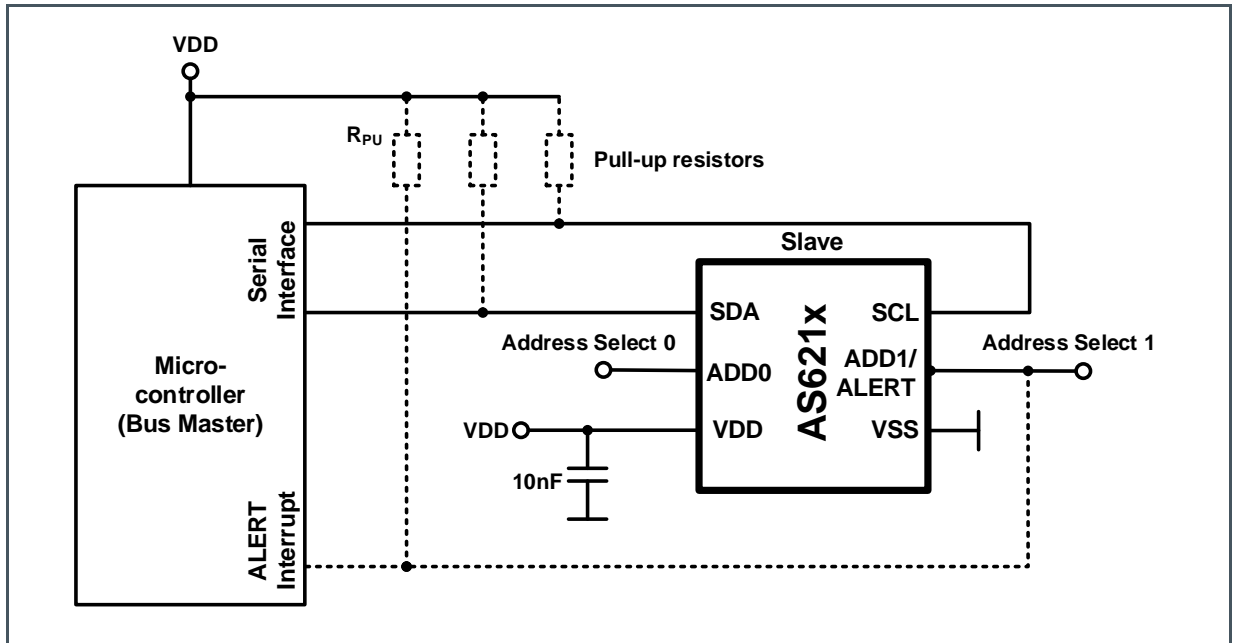 VDD
R_PU
Pull-up resistors
Serial
Interface
Slave
SDA
SCL
Address Select 0
Address Select 1
ADD0
ADD1/
ALERT
AS621x
Micro-
controller
(Bus Master)
VDD
VDD
VSS
10nF
ALERT
Interrupt